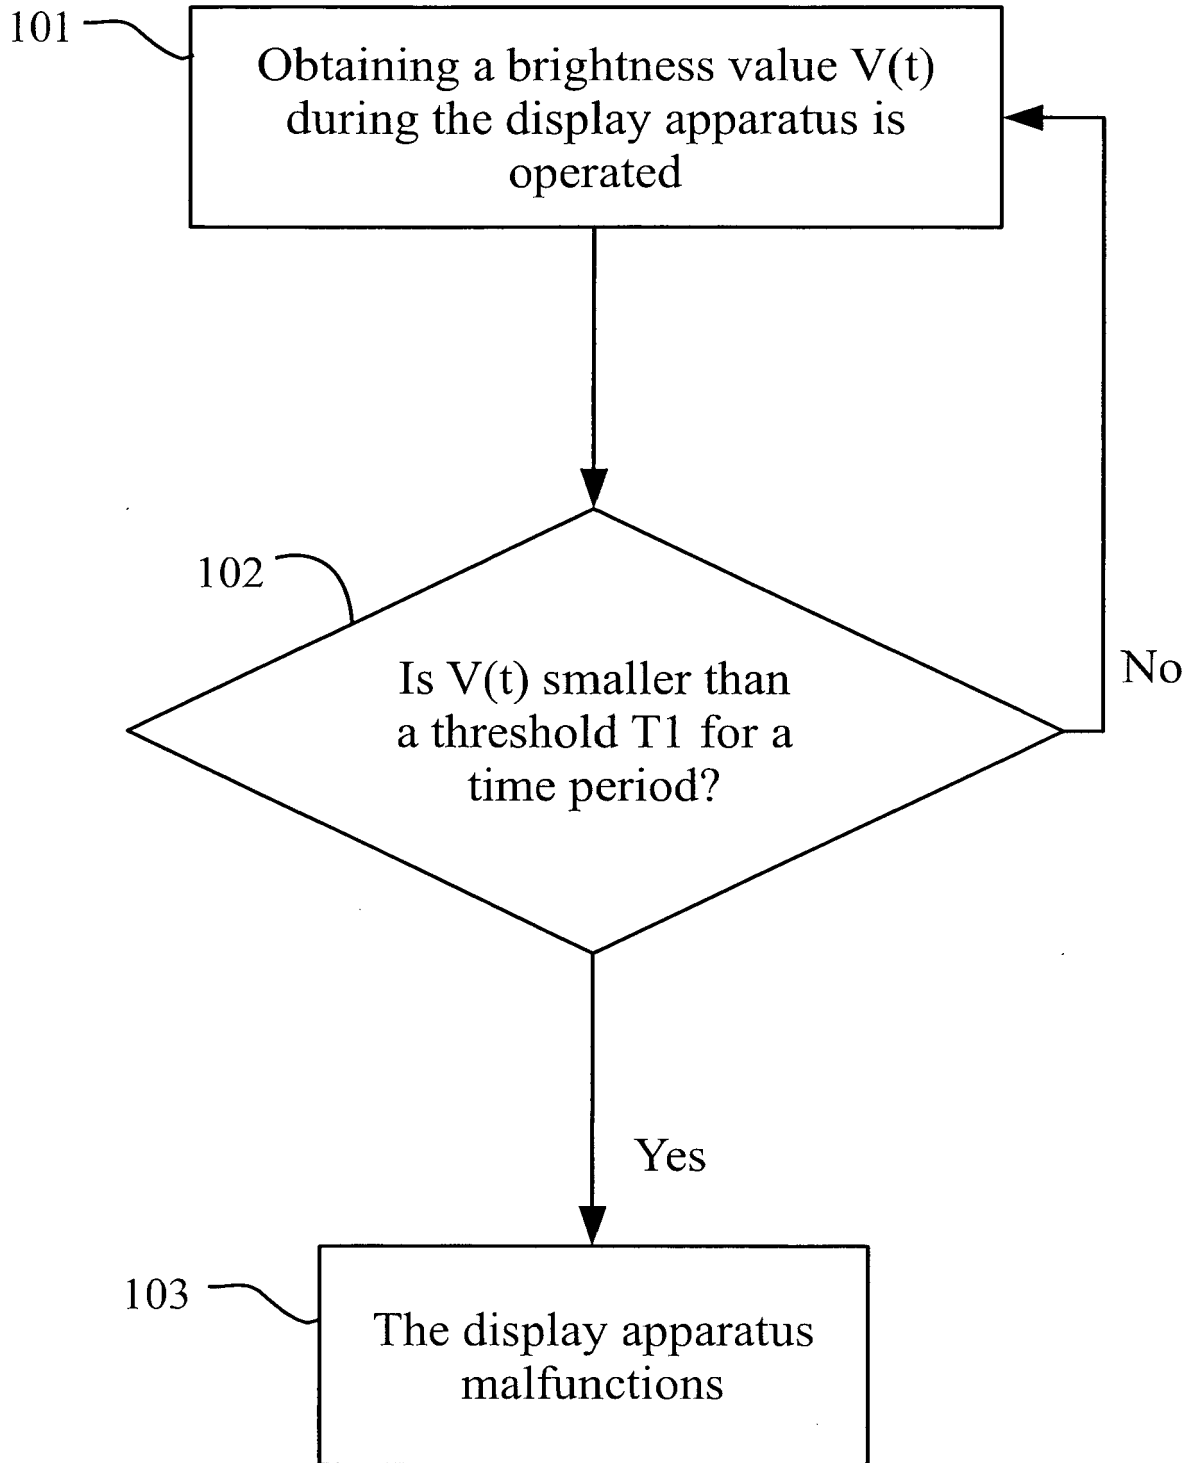 101
Obtaining a brightness value V(t)
during the display apparatus is
operated
102
Is V(t) smaller than
a threshold T1 for a
time period?
No
Yes
103
The display apparatus
malfunctions